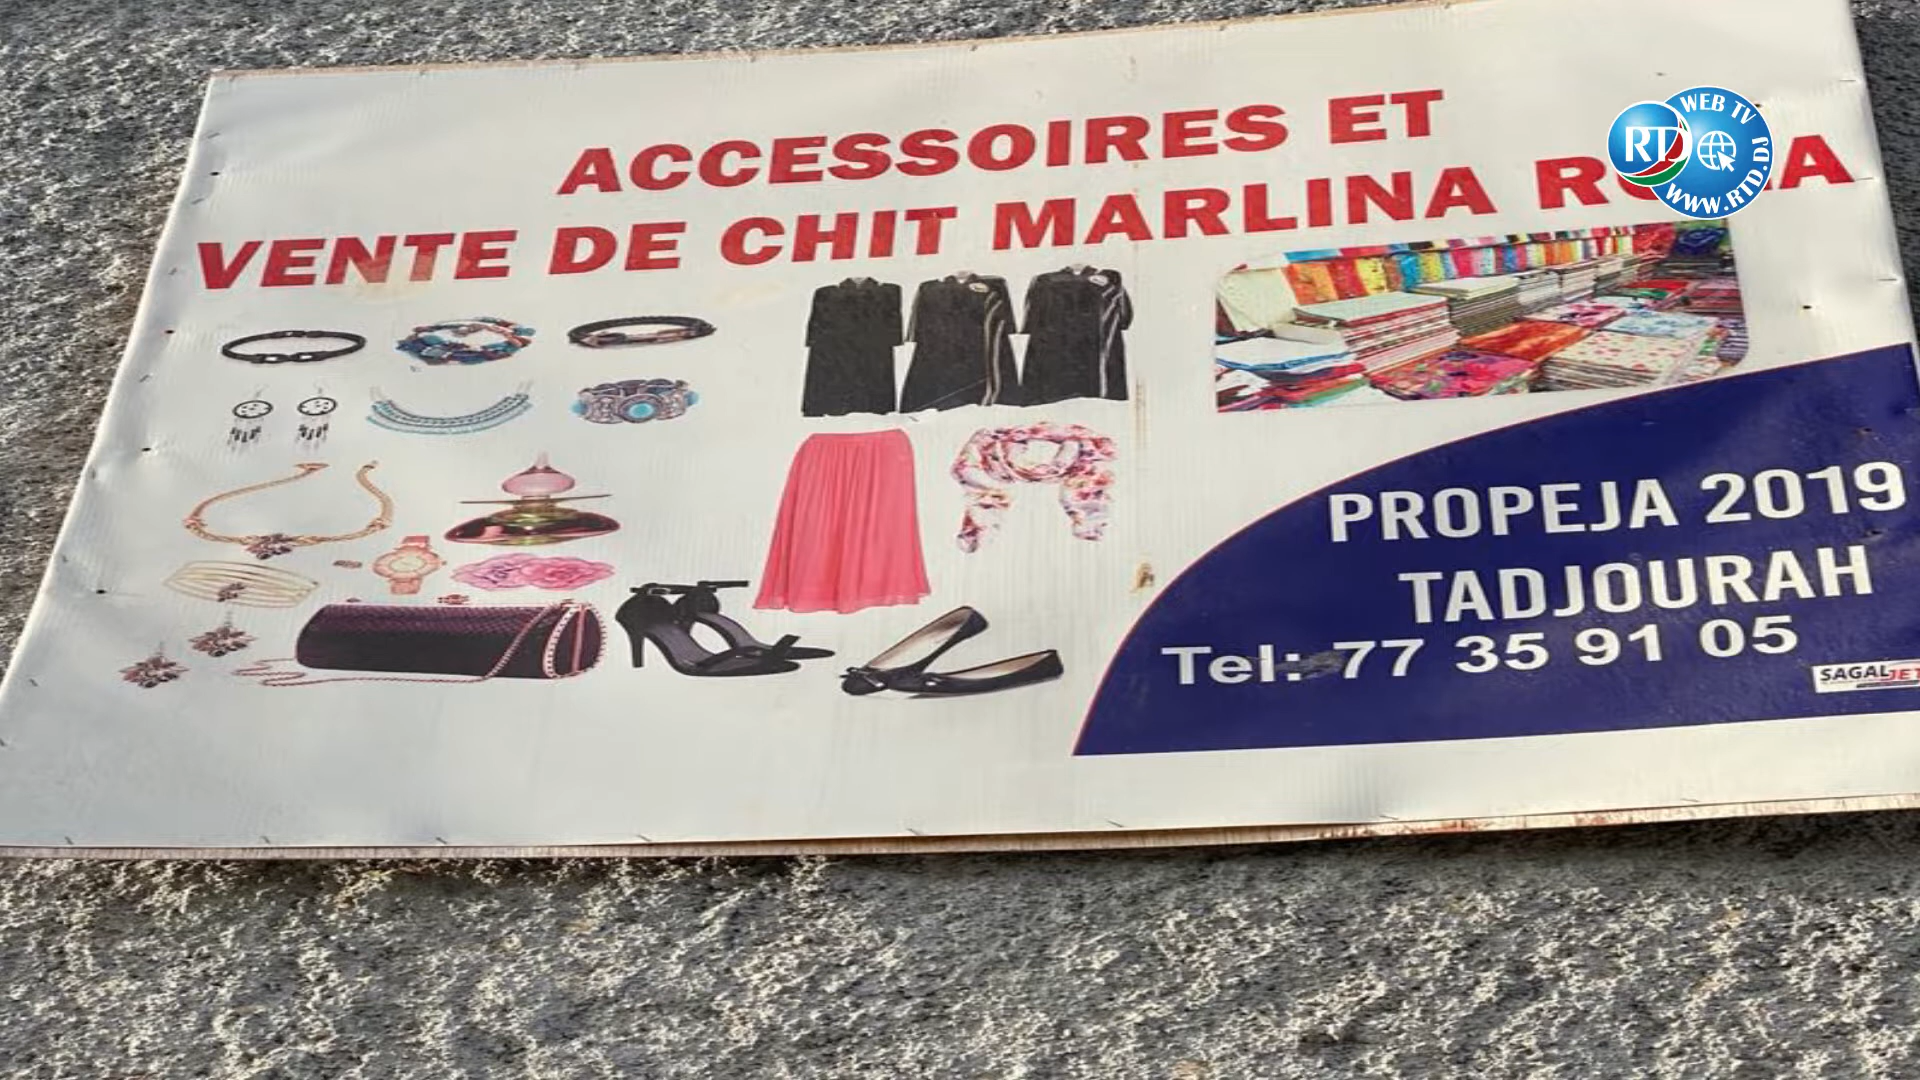 ACCESSOIRES ET
VENTE DE CHIT MARLINA
PROPEJA 2019
TADJOURAH
Tel: 77 35 91 05
SAGALJET
WEB TV
RTD
WWW.RTD.DJ